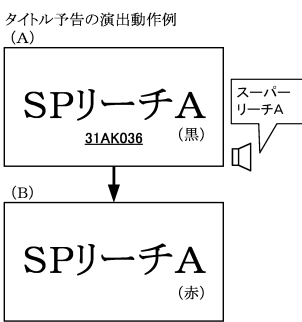 タイトル予告の演出動作例
(A)
SPリーチA
31AK036
(黒)
スーパー
リーチA
(B)
SPリーチA
(赤)